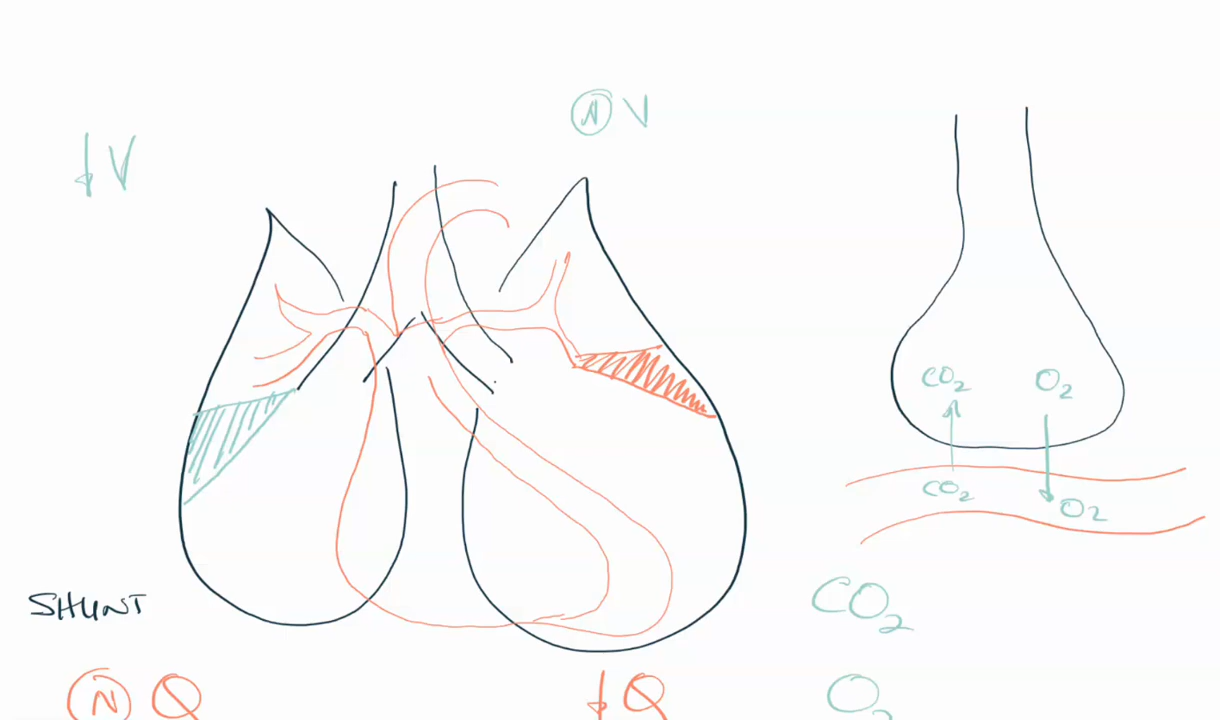 Ⓝ V
↓ V
CO₂ O₂
CO₂ O₂
SHUNT
CO₂
Ⓝ Q ↓ Q O₂